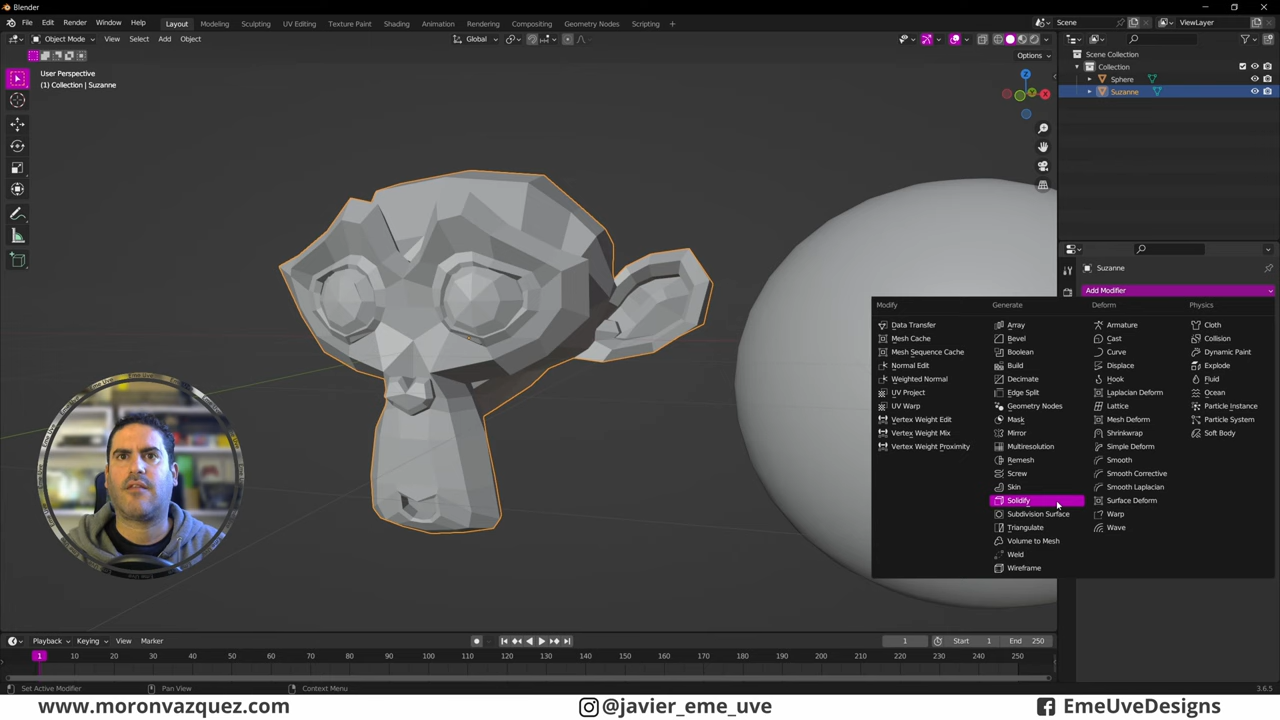 Blender
File Edit Render Window Help Layout Modeling Sculpting UV Editing Texture Paint Shading Animation Rendering Compositing Geometry Nodes Scripting + Scene ViewLayer
Object Mode View Select Add Object Global
Options
User Perspective
(1) Collection | Suzanne
Z
Y
X
Scene Collection
Collection
Sphere
Suzanne
Suzanne
Add Modifier
Modify Generate Deform Physics
Data Transfer Array Armature Cloth
Mesh Cache Bevel Cast Collision
Mesh Sequence Cache Boolean Curve Dynamic Paint
Normal Edit Build Displace Explode
Weighted Normal Decimate Hook Fluid
UV Project Edge Split Laplacian Deform Ocean
UV Warp Geometry Nodes Lattice Particle Instance
Vertex Weight Edit Mask Mesh Deform Particle System
Vertex Weight Mix Mirror Shrinkwrap Soft Body
Vertex Weight Proximity Multiresolution Simple Deform
Remesh Smooth
Screw Smooth Corrective
Skin Smooth Laplacian
Solidify Surface Deform
Subdivision Surface Warp
Triangulate Wave
Volume to Mesh
Weld
Wireframe
Playback Keying View Marker 1 Start 1 End 250
1 10 20 30 40 50 60 70 80 90 100 110 120 130 140 150 160 170 180 190 200 210 220 230 240 250
Set Active Modifier Pan View Context Menu 3.6.5
www.moronvazquez.com @javier_eme_uve EmeUveDesigns